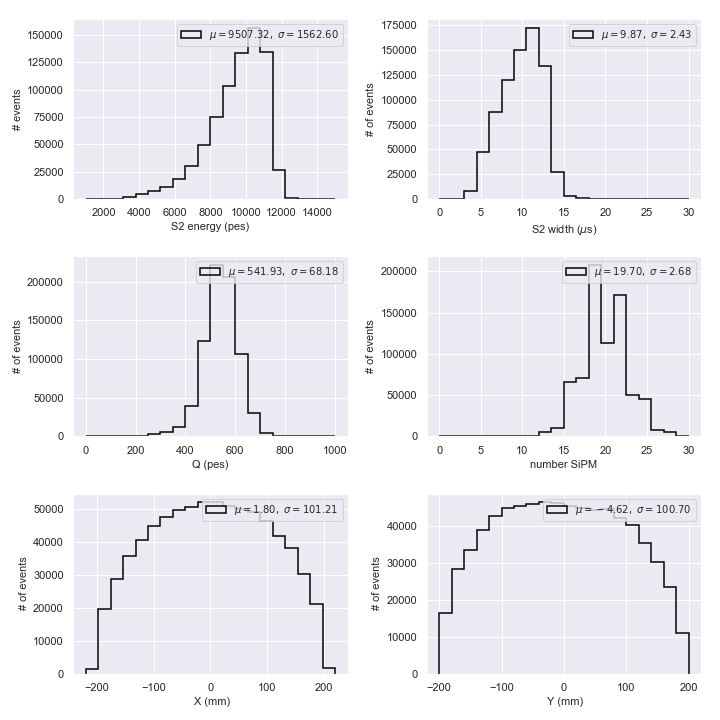 150000
125000
100000
75000
50000
25000
0
# events
μ = 9507.32, σ = 1562.60
2000 4000 6000 8000 10000 12000 14000
S2 energy (pes)
175000
150000
125000
100000
75000
50000
25000
0
# of events
μ = 9.87, σ = 2.43
0 5 10 15 20 25 30
S2 width (μs)
200000
150000
100000
50000
0
# of events
μ = 541.93, σ = 68.18
0 200 400 600 800 1000
Q (pes)
200000
150000
100000
50000
0
# of events
μ = 19.70, σ = 2.68
0 5 10 15 20 25 30
number SiPM
50000
40000
30000
20000
10000
0
# of events
μ = 1.80, σ = 101.21
−200 −100 0 100 200
X (mm)
40000
30000
20000
10000
0
# of events
μ = −4.62, σ = 100.70
−200 −100 0 100 200
Y (mm)